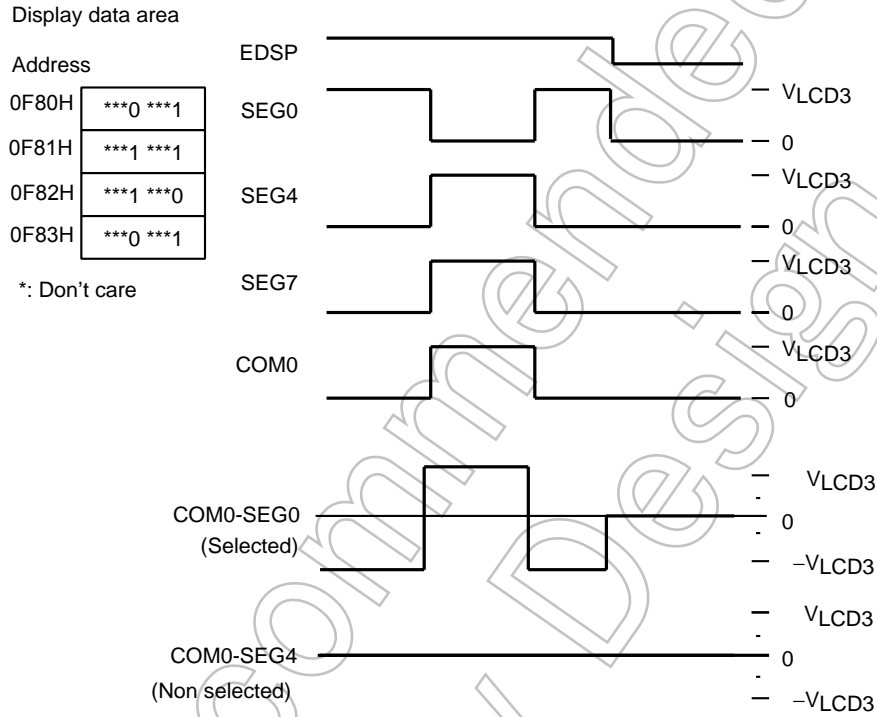 Display data area
Address
0F80H ***0 ***1
0F81H ***1 ***1
0F82H ***1 ***0
0F83H ***0 ***1
*: Don't care
EDSP
SEG0
VLCD3
0
SEG4
VLCD3
0
SEG7
VLCD3
0
COM0
VLCD3
0
COM0-SEG0
(Selected)
VLCD3
0
−VLCD3
COM0-SEG4
(Non selected)
VLCD3
0
−VLCD3